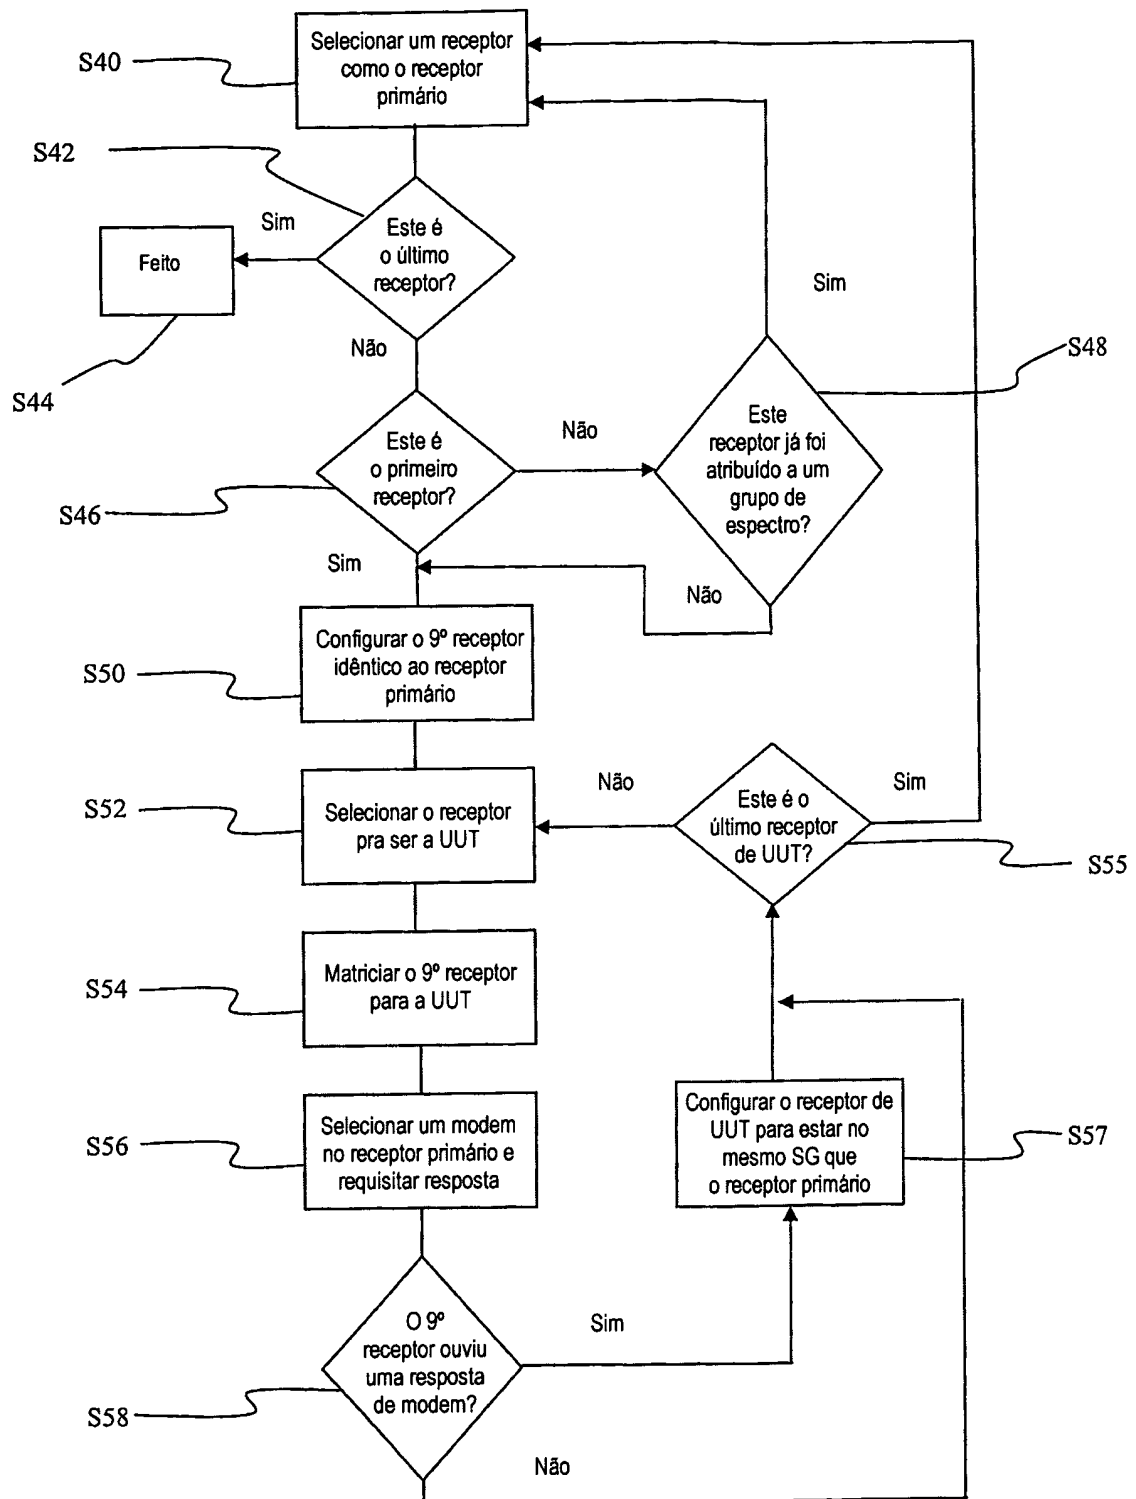 Selecionar um receptor
como o receptor
primário
S40
S42
Sim
Este é
o último
receptor?
Feito
Sim
Não
S44
S48
Este é
o primeiro
receptor?
Não
Este
receptor já foi
atribuído a um
grupo de
espectro?
S46
Sim
Não
Configurar o 9º receptor
idêntico ao receptor
primário
S50
Não
Sim
Este é o
último receptor
de UUT?
S52
Selecionar o receptor
pra ser a UUT
S55
Matriciar o 9º receptor
para a UUT
S54
Selecionar um modem
no receptor primário e
requisitar resposta
S56
Configurar o receptor de
UUT para estar no
mesmo SG que
o receptor primário
S57
O 9º
receptor ouviu
uma resposta
de modem?
Sim
S58
Não